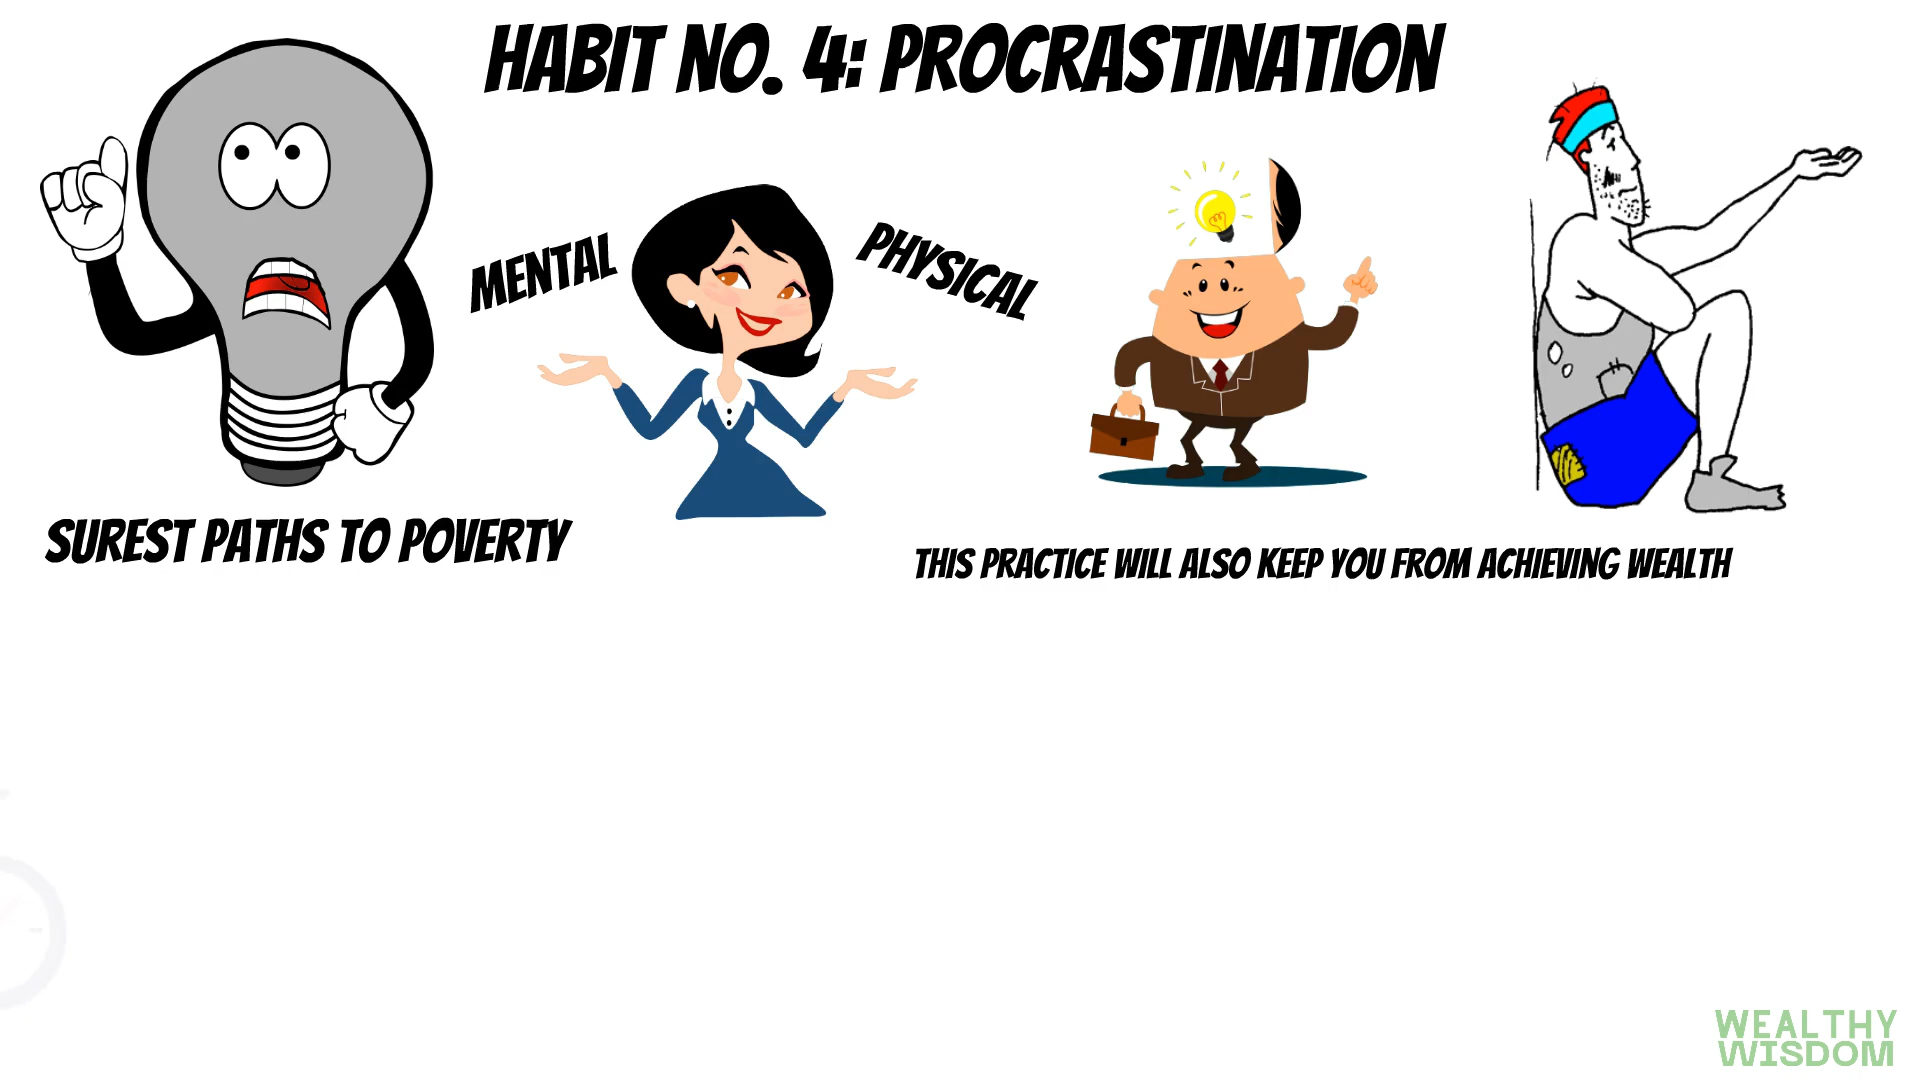 HABIT NO. 4: PROCRASTINATION
MENTAL
PHYSICAL
SUREST PATHS TO POVERTY
THIS PRACTICE WILL ALSO KEEP YOU FROM ACHIEVING WEALTH
WEALTHY
WISDOM